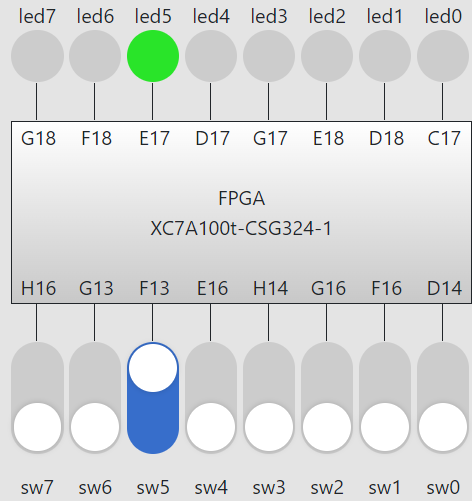 led7 led6 led5 led4 led3 led2 led1 led0
G18 F18 E17 D17 G17 E18 D18 C17
FPGA
XC7A100t-CSG324-1
H16 G13 F13 E16 H14 G16 F16 D14
sw7 sw6 sw5 sw4 sw3 sw2 sw1 sw0